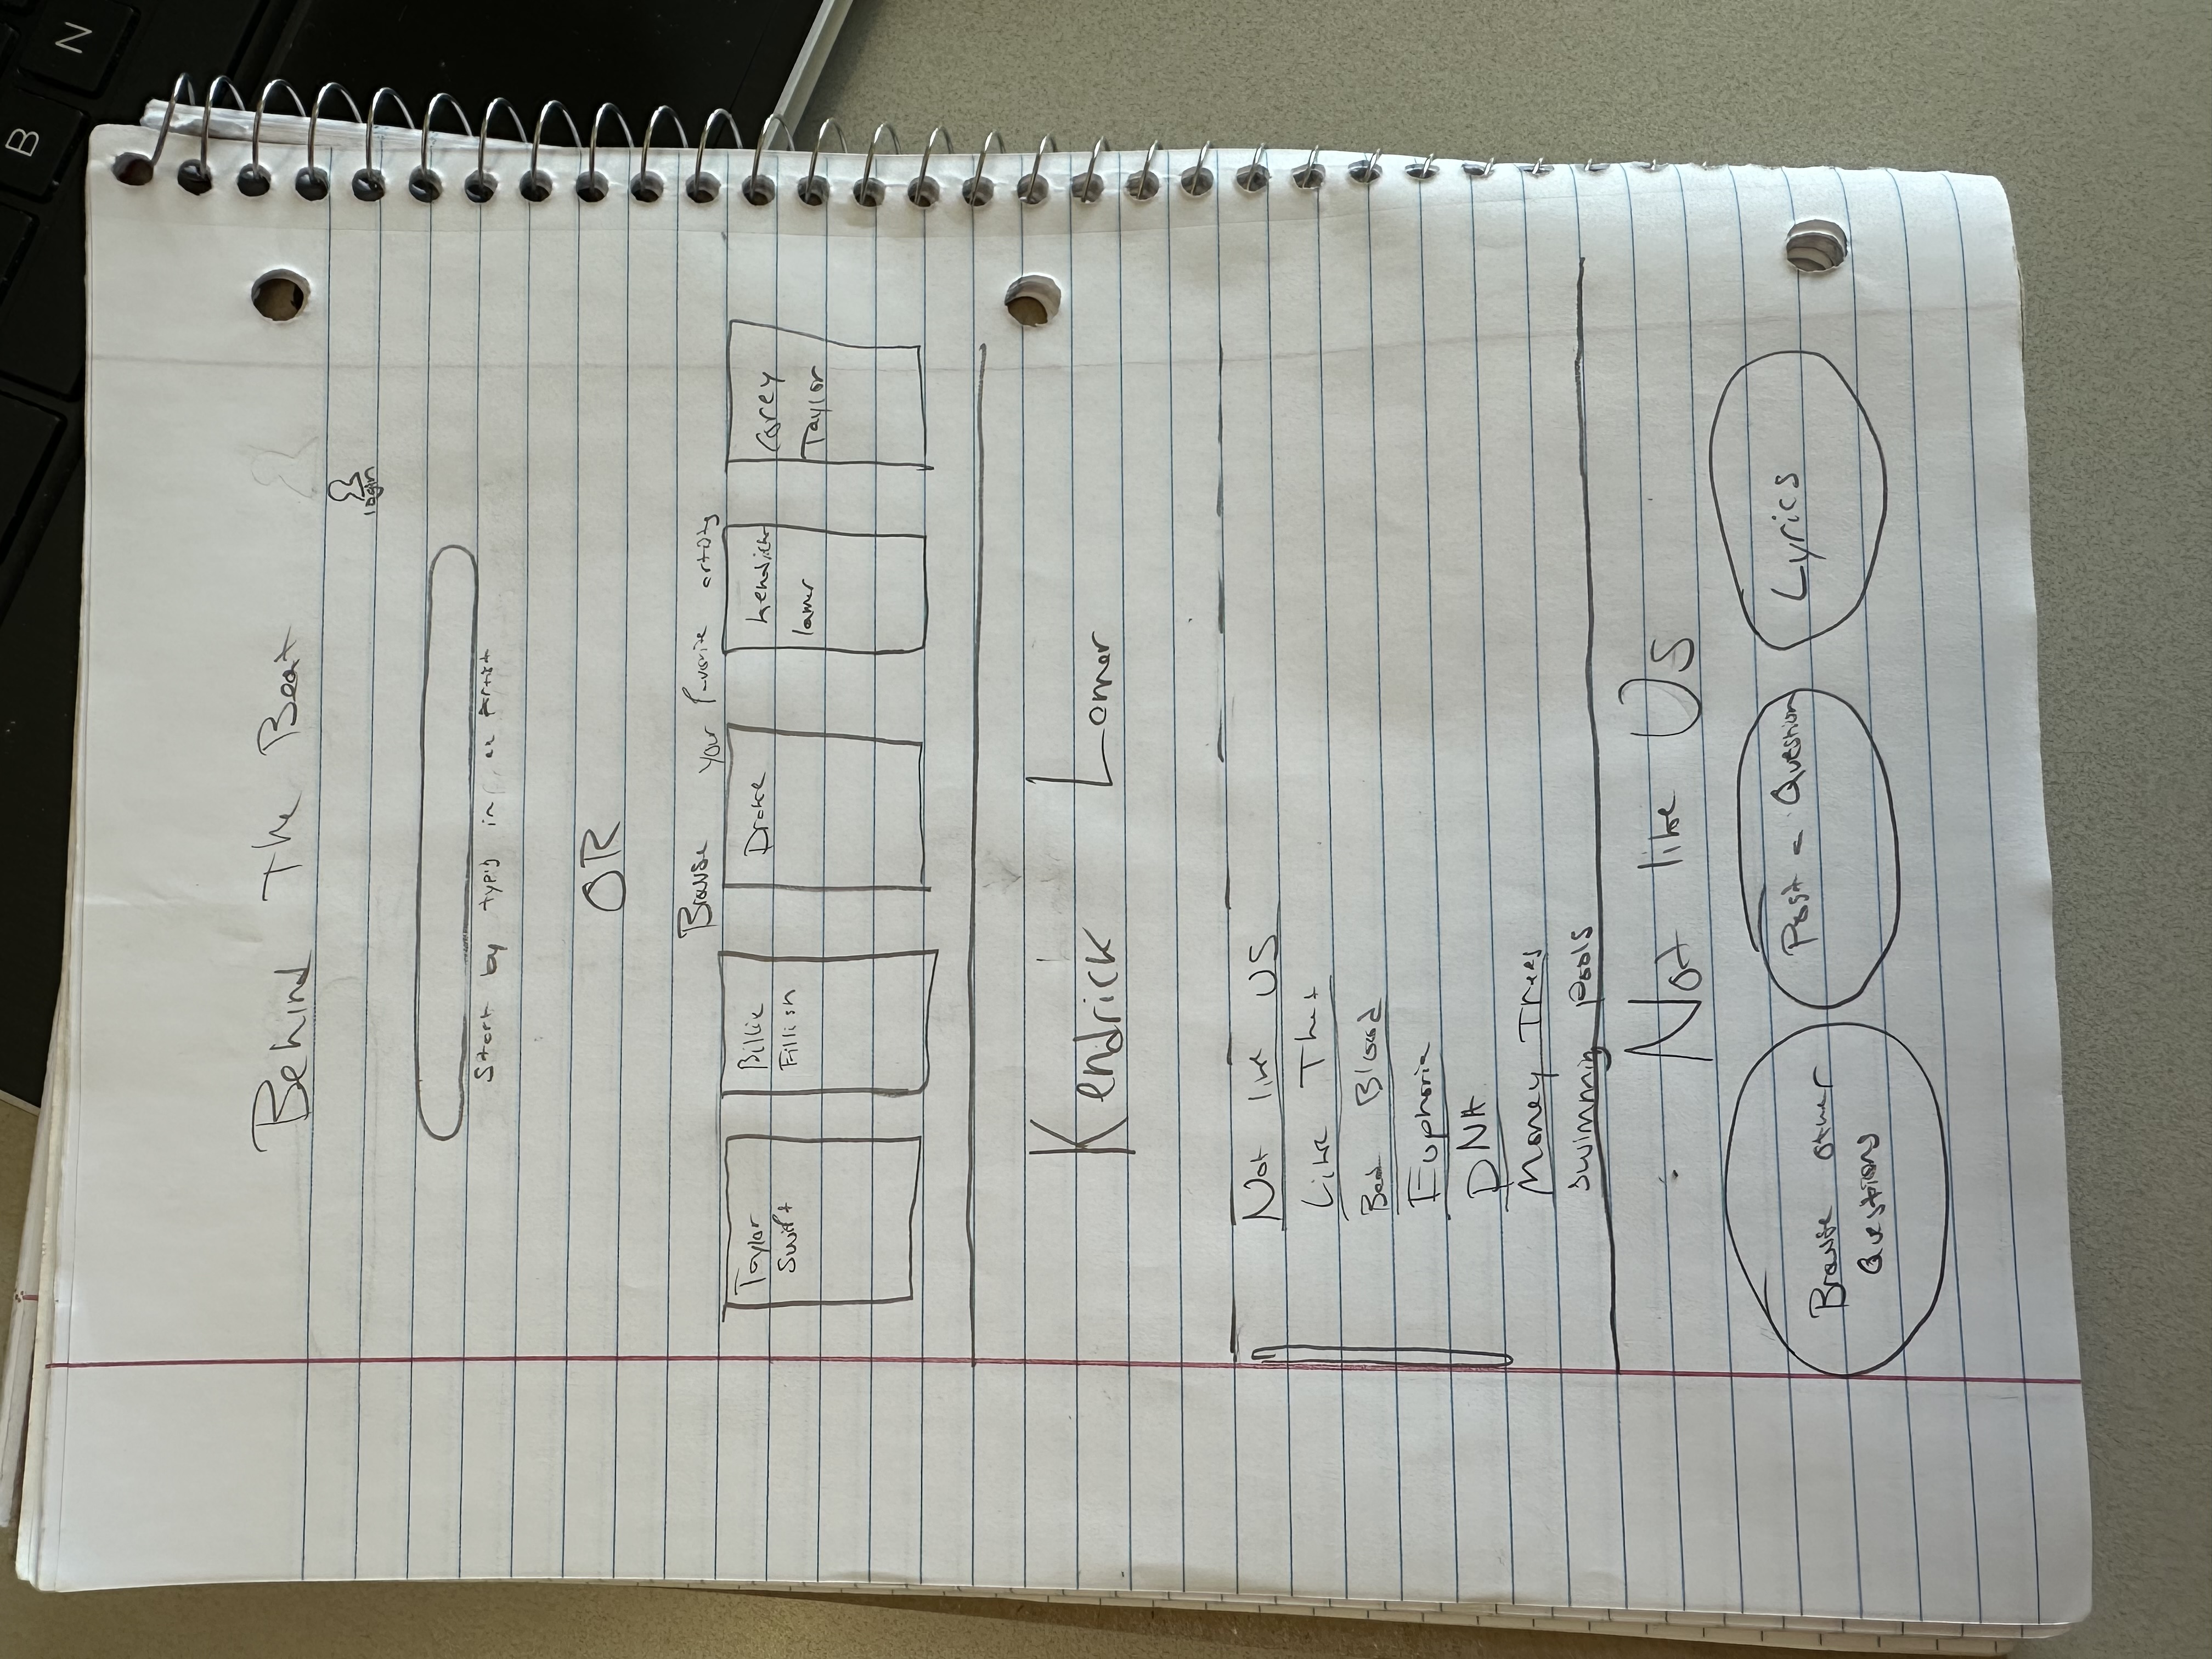 B
N
Behind The Beat
login
Start by typing in an Artist
OR
Browse your favorite artists
Taylor
Swift
Billie
Eillish
Drake
Kendrick
lamar
Corey
Taylor
Kendrick Lamar
Not like US
Like That
Bad Blood
Euphoria
DNA
Money Trees
Swimming Pools
Not like Us
Browse other
Questions
Post a Question
Lyrics